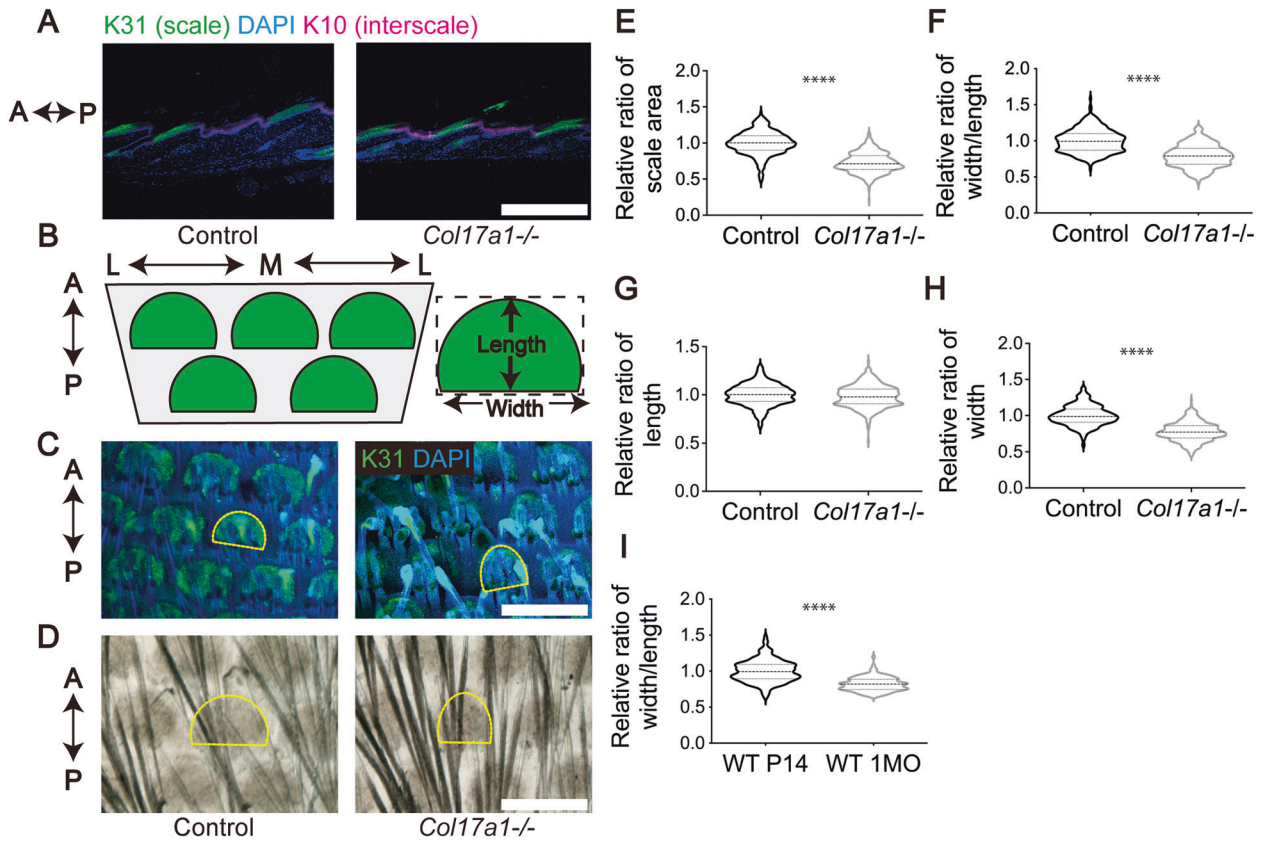 A
K31 (scale) DAPI K10 (interscale)
A P
Control
Col17a1-/-
B
L M L
A
P
Length
Width
C
K31 DAPI
A
P
D
A
P
Control
Col17a1-/-
E
****
Relative ratio of
scale area
2.0
1.5
1.0
0.5
0.0
Control
Col17a1-/-
F
****
Relative ratio of
width/length
2.0
1.5
1.0
0.5
0.0
Control
Col17a1-/-
G
Relative ratio of
length
1.5
1.0
0.5
0.0
Control
Col17a1-/-
H
****
Relative ratio of
width
2.0
1.5
1.0
0.5
0.0
Control
Col17a1-/-
I
****
Relative ratio of
width/length
2.0
1.5
1.0
0.5
0.0
WT P14
WT 1MO